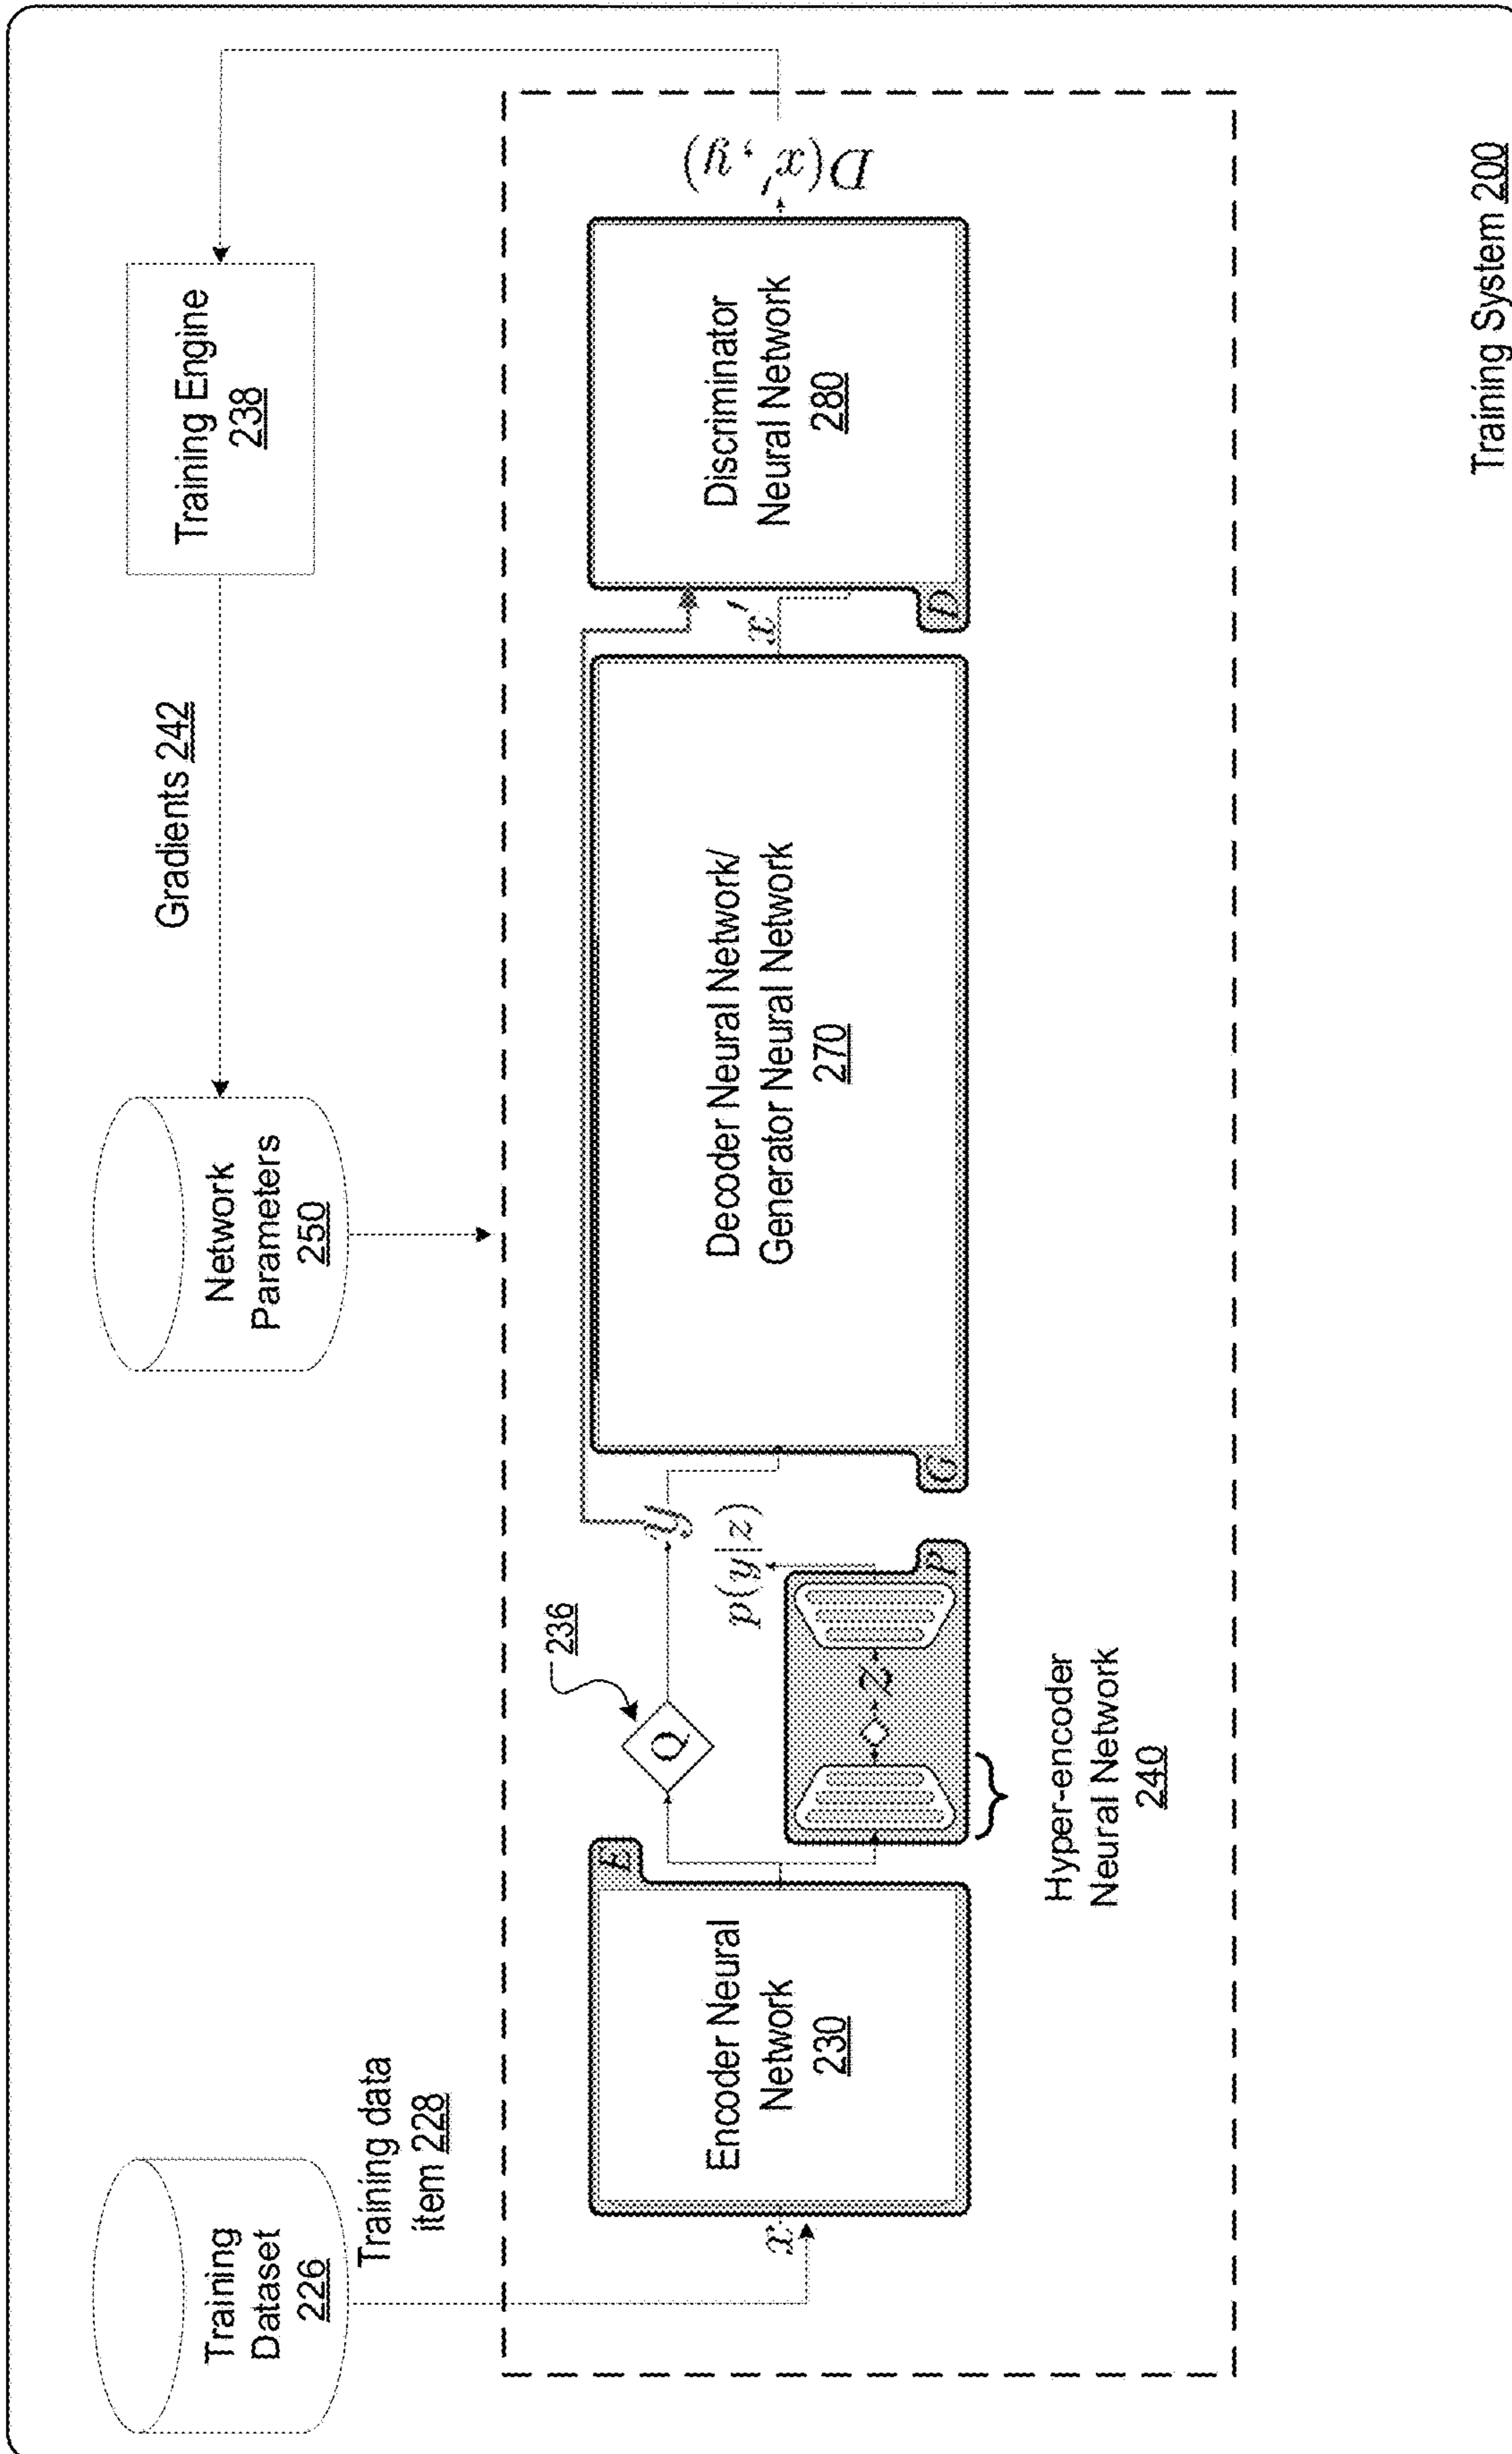 Training
Dataset
226
Training data
item 228
Network
Parameters
250
Gradients 242
Training Engine
238
x
Encoder Neural
Network
230
E
Q
236
y
z
p(y|z)
P
Hyper-encoder
Neural Network
240
Decoder Neural Network/
Generator Neural Network
270
G
x′
Discriminator
Neural Network
280
D
D(x′, y)
Training System 200